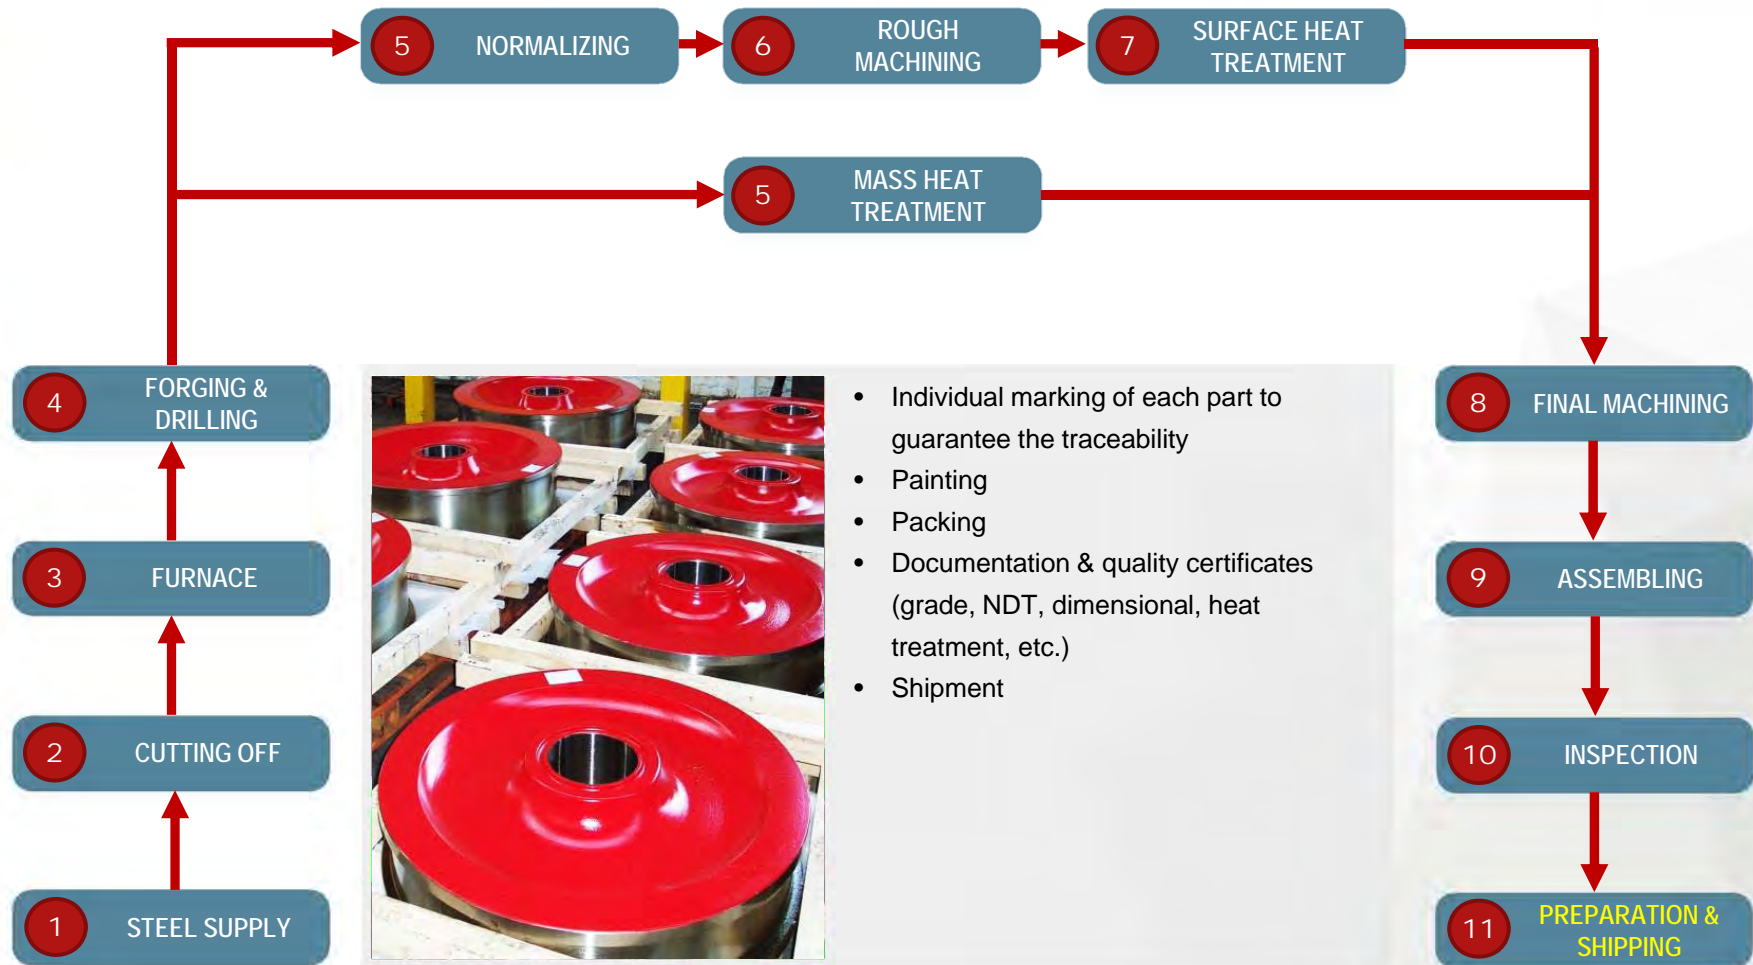 5
NORMALIZING
6
ROUGH
MACHINING
7
SURFACE HEAT
TREATMENT
5
MASS HEAT
TREATMENT
4
FORGING &
DRILLING
3
FURNACE
2
CUTTING OFF
1
STEEL SUPPLY
• Individual marking of each part to
guarantee the traceability
• Painting
• Packing
• Documentation & quality certificates
(grade, NDT, dimensional, heat
treatment, etc.)
• Shipment
8
FINAL MACHINING
9
ASSEMBLING
10
INSPECTION
11
PREPARATION &
SHIPPING